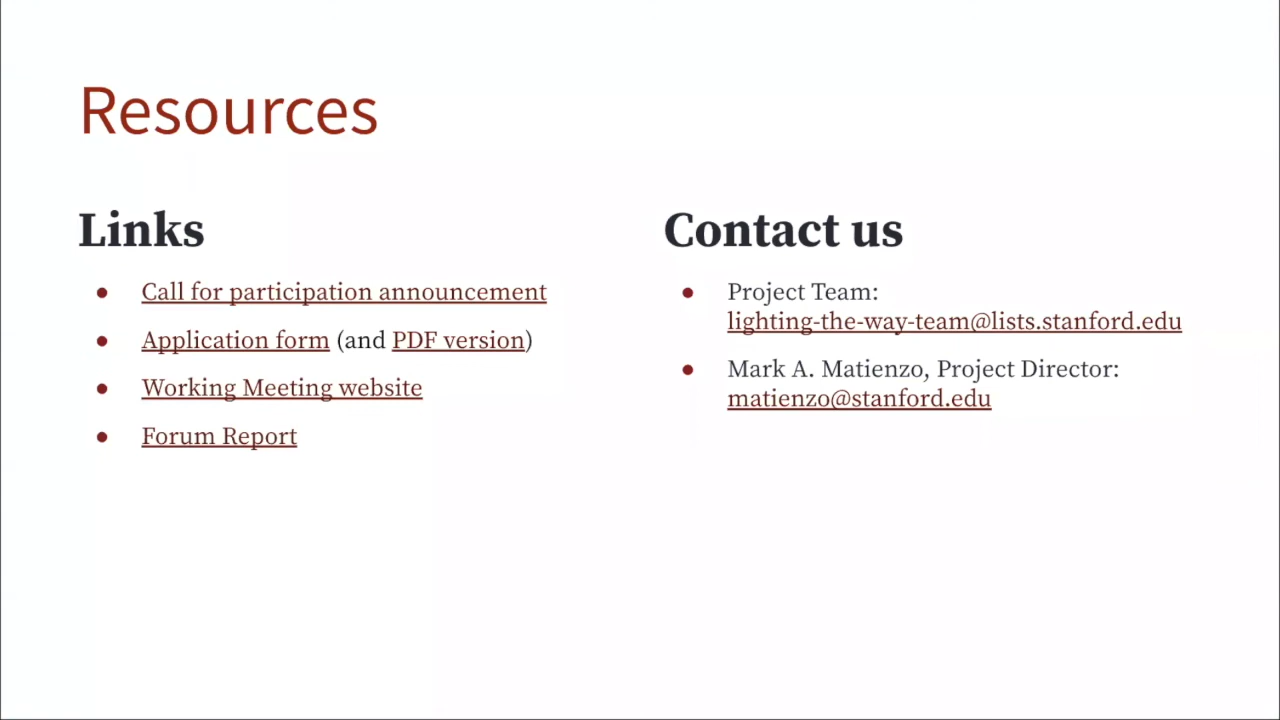 Resources
Links
● Call for participation announcement
● Application form (and PDF version)
● Working Meeting website
● Forum Report
Contact us
● Project Team:
lighting-the-way-team@lists.stanford.edu
● Mark A. Matienzo, Project Director:
matienzo@stanford.edu